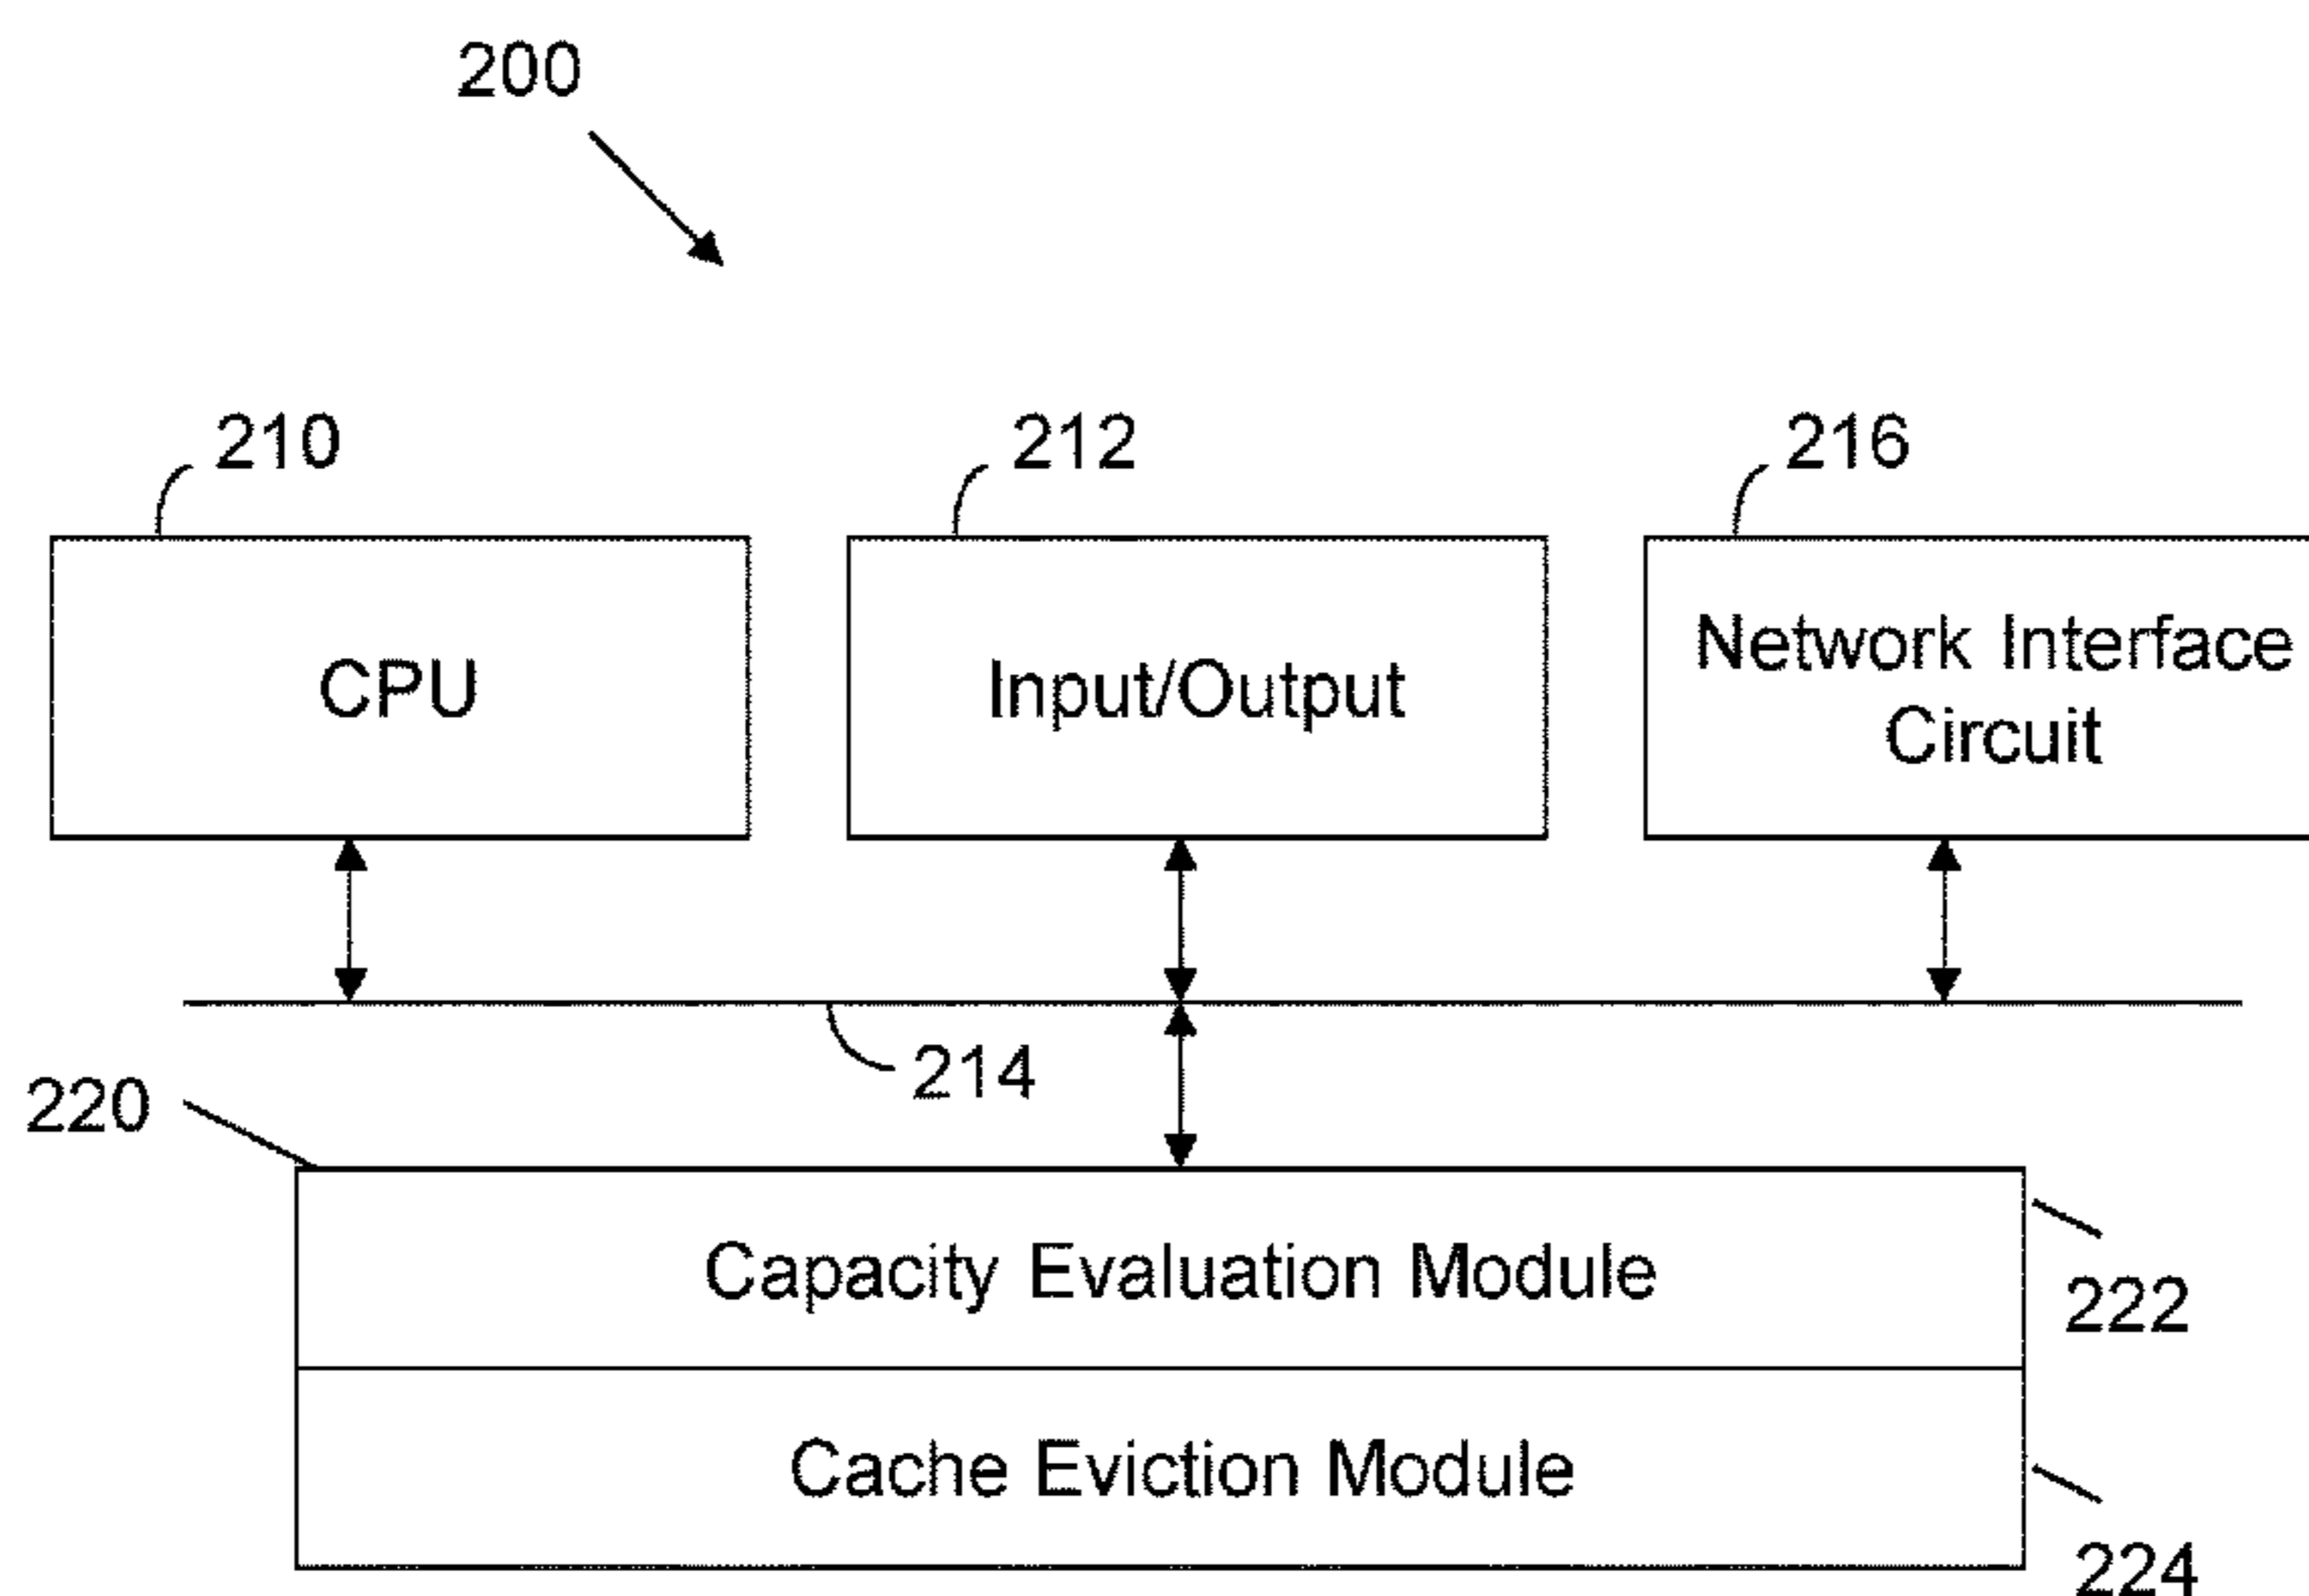 200
210
212
216
CPU
Input/Output
Network Interface
Circuit
214
220
Capacity Evaluation Module
222
Cache Eviction Module
224